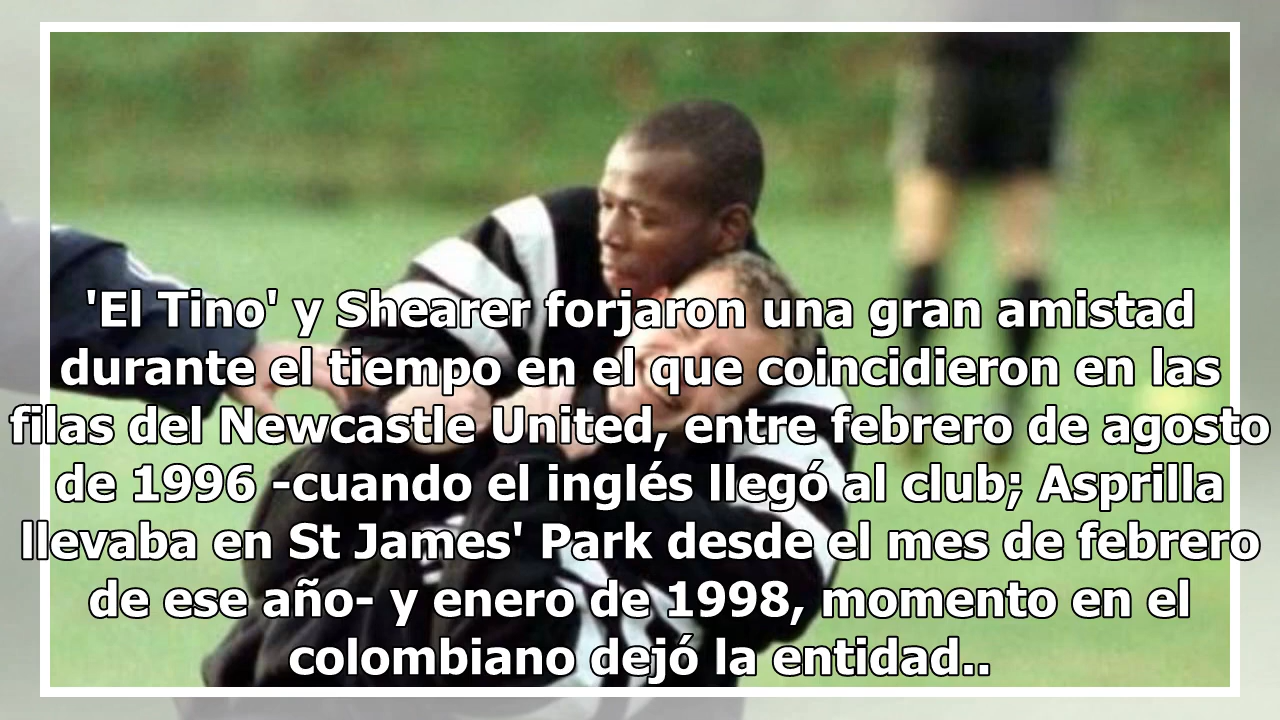 'El Tino' y Shearer forjaron una gran amistad
durante el tiempo en el que coincidieron en las
filas del Newcastle United, entre febrero de agosto
de 1996 -cuando el inglés llegó al club; Asprilla
llevaba en St James' Park desde el mes de febrero
de ese año- y enero de 1998, momento en el
colombiano dejó la entidad..